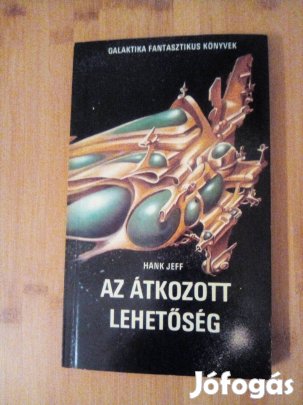 GALAKTIKA FANTASZTIKUS KÖNYVEK
HANK JEFF
AZ ÁTKOZOTT
LEHETŐSÉG
Jófogás